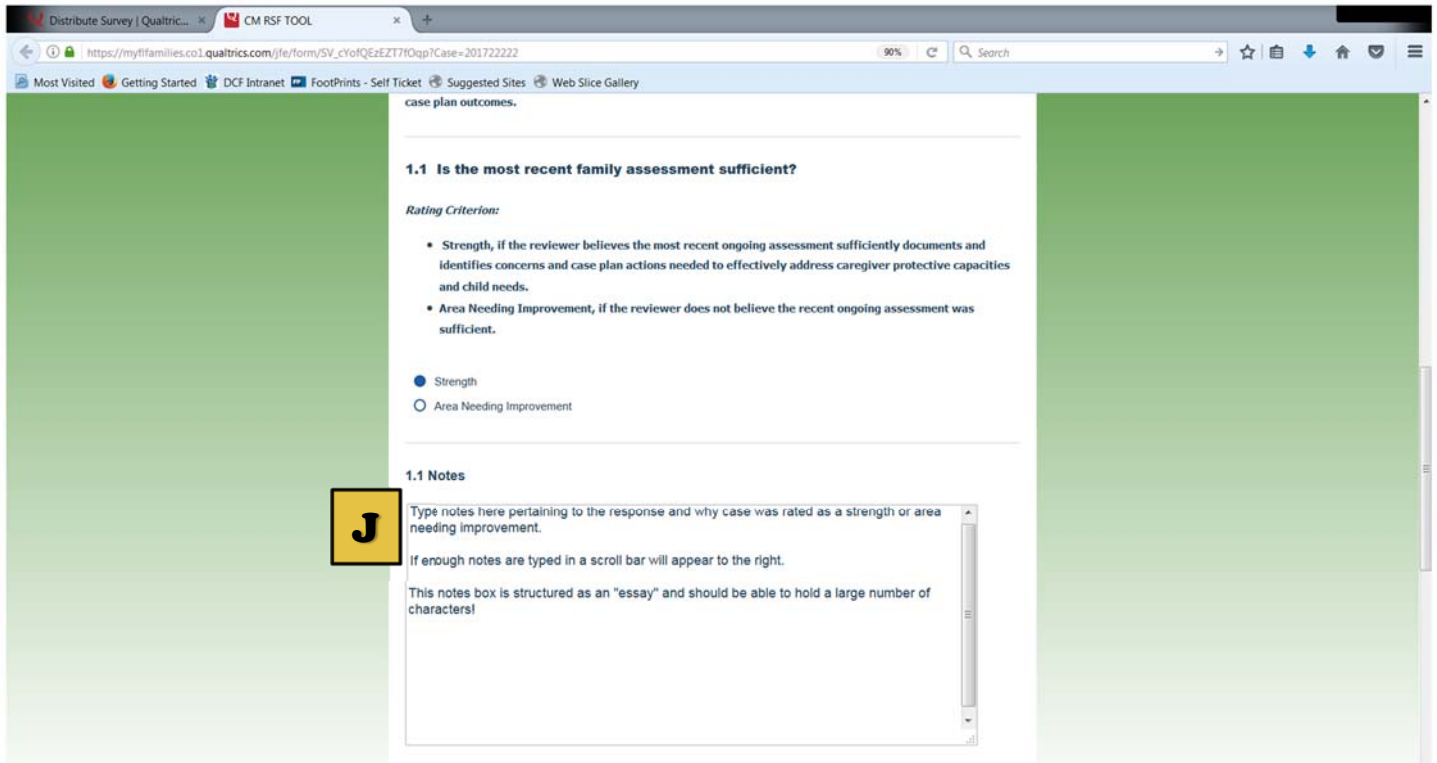 Distribute Survey | Qualtric...
CM RSF TOOL
https://myflfamilies.co1.qualtrics.com/jfe/form/SV_cYofQEzEZT7fOqp?Case=201722222
90%
Search
Most Visited Getting Started DCF Intranet FootPrints - Self Ticket Suggested Sites Web Slice Gallery
case plan outcomes.
1.1 Is the most recent family assessment sufficient?
Rating Criterion:
• Strength, if the reviewer believes the most recent ongoing assessment sufficiently documents and
identifies concerns and case plan actions needed to effectively address caregiver protective capacities
and child needs.
• Area Needing Improvement, if the reviewer does not believe the recent ongoing assessment was
sufficient.
Strength
Area Needing Improvement
1.1 Notes
J
Type notes here pertaining to the response and why case was rated as a strength or area
needing improvement.
If enough notes are typed in a scroll bar will appear to the right.
This notes box is structured as an "essay" and should be able to hold a large number of
characters!